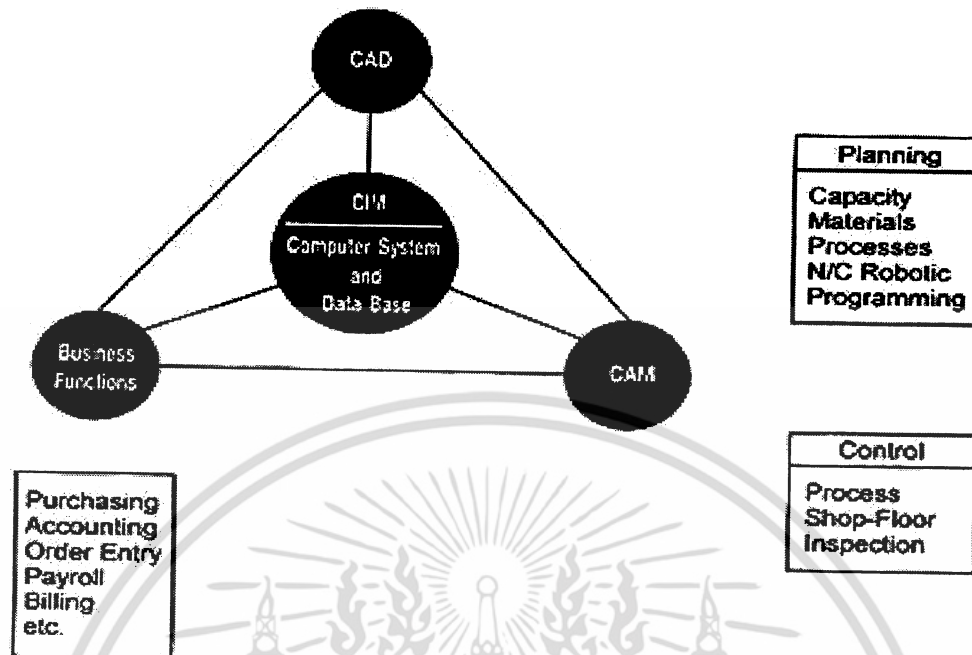 CAD
CIM
Computer System
and
Data Base
Business
Functions
CAM
Planning
Capacity
Materials
Processes
N/C Robotic
Programming
Control
Process
Shop-Floor
Inspection
Purchasing
Accounting
Order Entry
Payroll
Billing
etc.